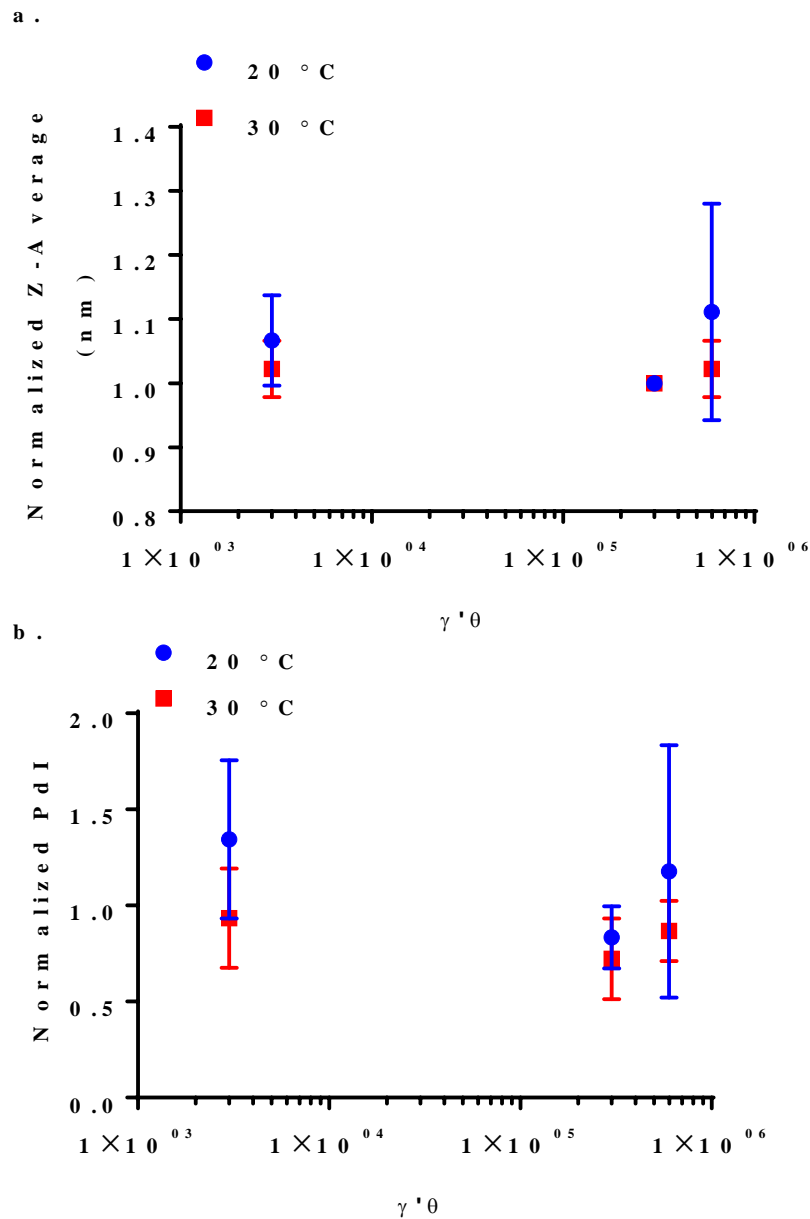 a.
20 °C
30 °C
Normalized Z-Average
(nm)
1.4
1.3
1.2
1.1
1.0
0.9
0.8
1×10 03
1×10 04
1×10 05
1×10 06
γ'θ
b.
20 °C
30 °C
Normalized PdI
2.0
1.5
1.0
0.5
0.0
1×10 03
1×10 04
1×10 05
1×10 06
γ'θ